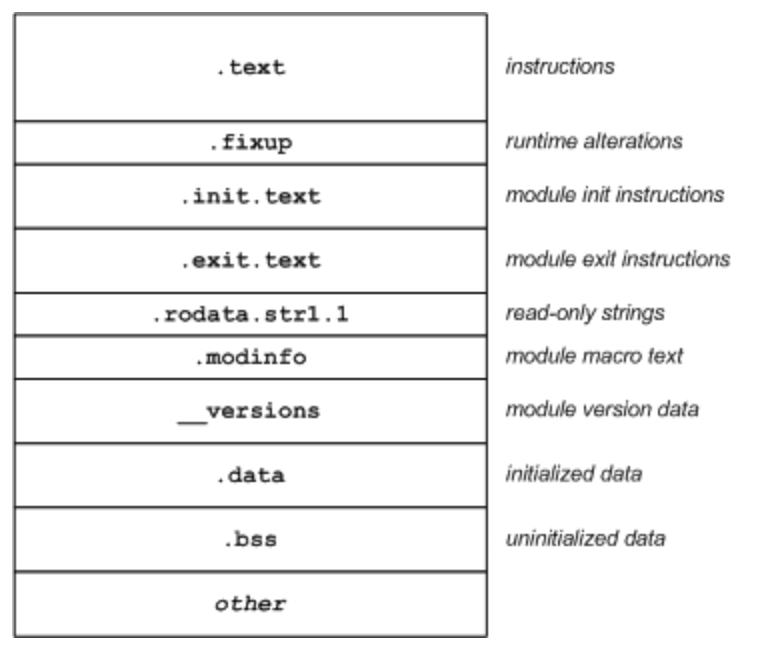 .text instructions
.fixup runtime alterations
.init.text module init instructions
.exit.text module exit instructions
.rodata.str1.1 read-only strings
.modinfo module macro text
__versions module version data
.data initialized data
.bss uninitialized data
other